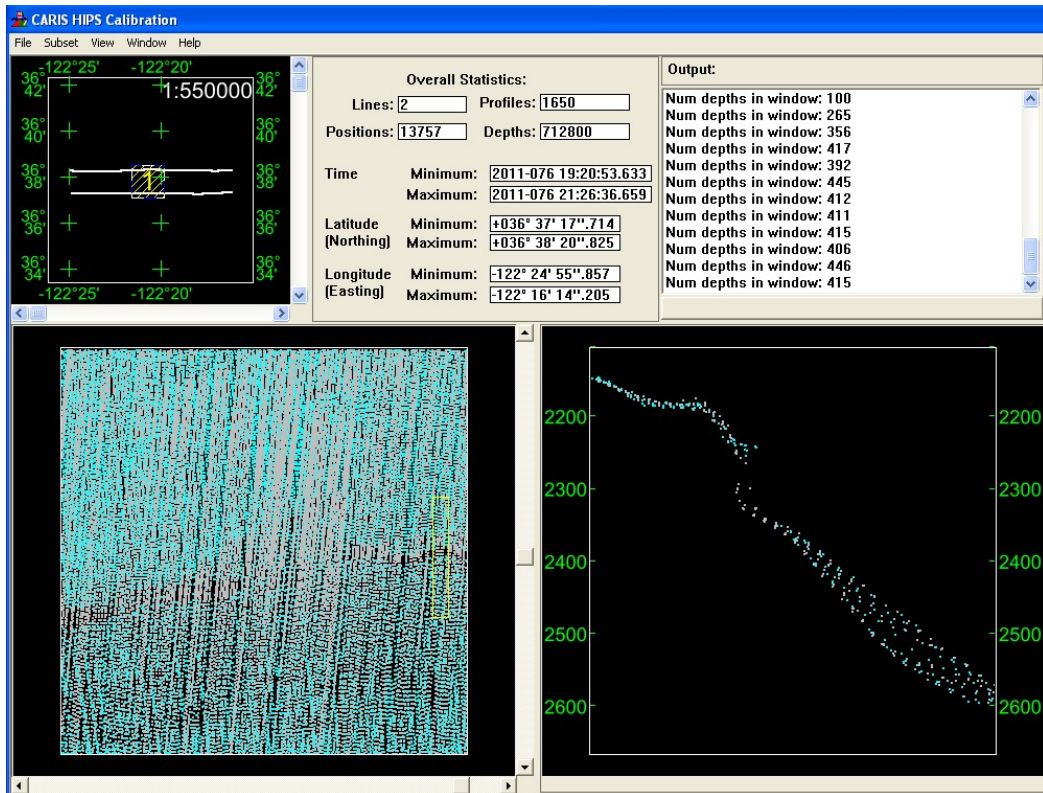 CARIS HIPS Calibration
File Subset View Window Help
-122°25' -122°20'
1:550000
36° 42' 36° 42'
36° 40' 36° 40'
36° 38' 36° 38'
36° 36' 36° 36'
36° 34' 36° 34'
1
-122°25' -122°20'
Overall Statistics:
Lines: 2 Profiles: 1650
Positions: 13757 Depths: 712800
Time Minimum: 2011-076 19:20:53.633
Maximum: 2011-076 21:26:36.659
Latitude Minimum: +036° 37' 17".714
(Northing) Maximum: +036° 38' 20".825
Longitude Minimum: -122° 24' 55".857
(Easting) Maximum: -122° 16' 14".205
Output:
Num depths in window: 100
Num depths in window: 265
Num depths in window: 356
Num depths in window: 417
Num depths in window: 392
Num depths in window: 445
Num depths in window: 412
Num depths in window: 411
Num depths in window: 415
Num depths in window: 406
Num depths in window: 446
Num depths in window: 415
2200 2200
2300 2300
2400 2400
2500 2500
2600 2600